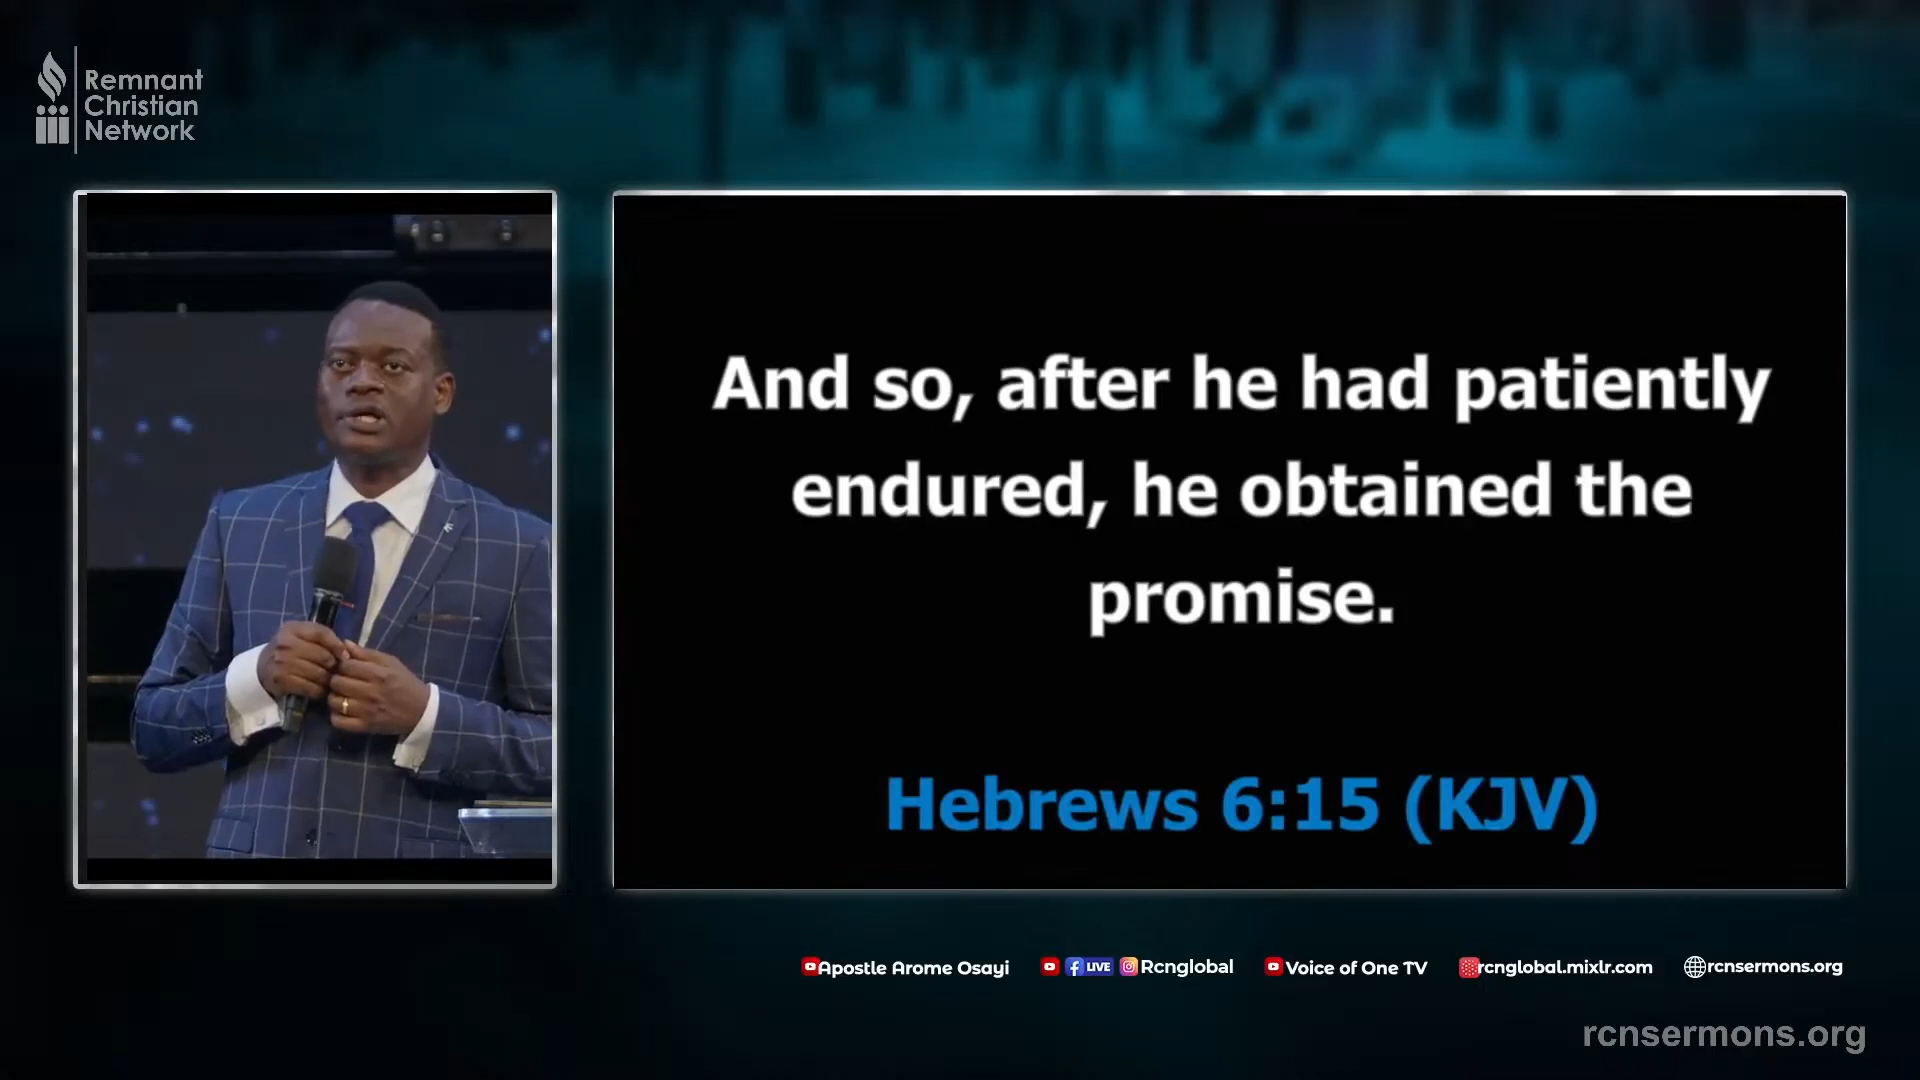 Remnant
Christian
Network
And so, after he had patiently
endured, he obtained the
promise.
Hebrews 6:15 (KJV)
Apostle Arome Osayi LIVE Rcnglobal Voice of One TV rcnglobal.mixlr.com rcnsermons.org
rcnsermons.org